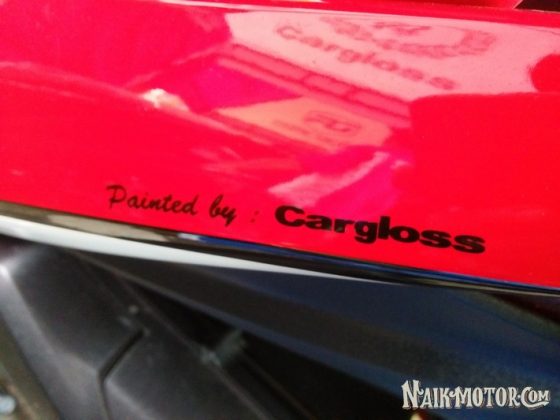 Cargloss
Painted by : Cargloss
NAIK-MOTOR.COM